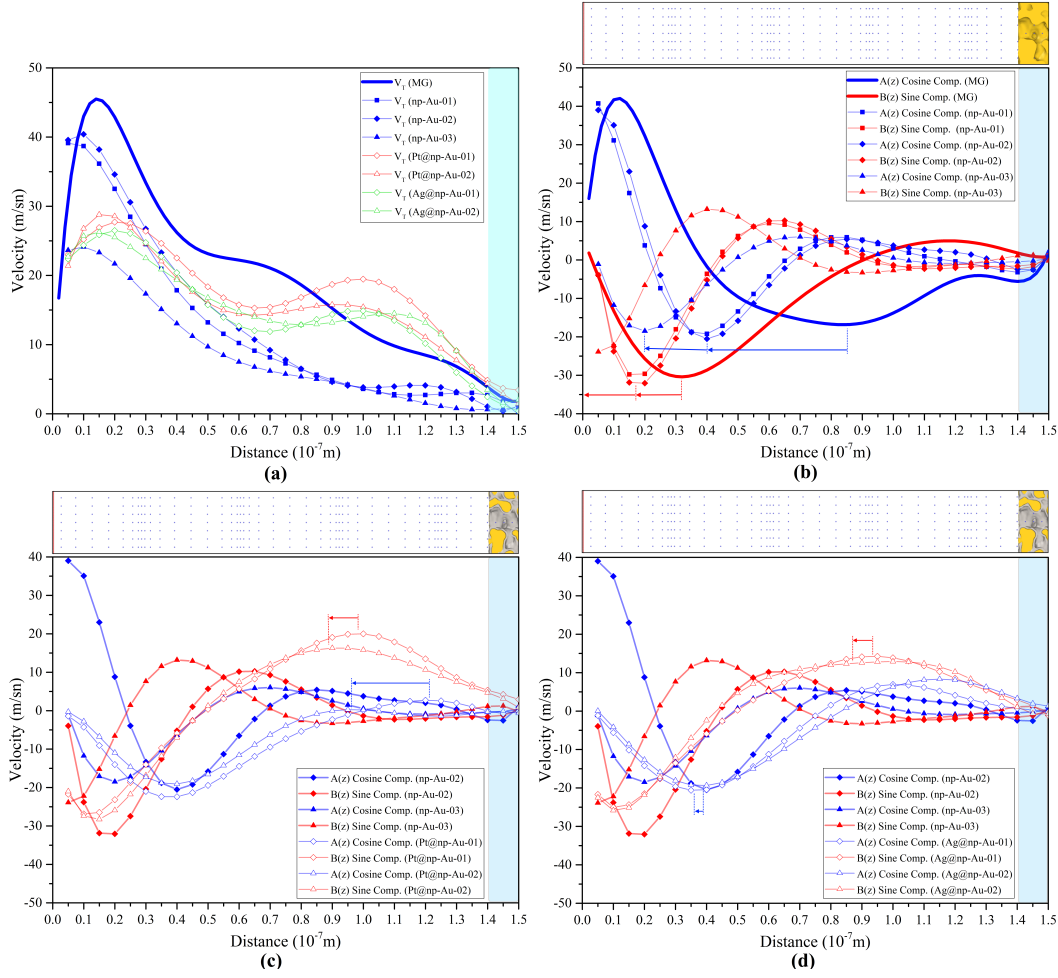 50
40
30
20
10
0
Velocity (m/sn)
V_T (MG)
V_T (np-Au-01)
V_T (np-Au-02)
V_T (np-Au-03)
V_T (Pt@np-Au-01)
V_T (Pt@np-Au-02)
V_T (Ag@np-Au-01)
V_T (Ag@np-Au-02)
0.0 0.1 0.2 0.3 0.4 0.5 0.6 0.7 0.8 0.9 1.0 1.1 1.2 1.3 1.4 1.5
Distance (10⁻⁷m)
(a)
50
40
30
20
10
0
-10
-20
-30
-40
Velocity (m/sn)
A(z) Cosine Comp. (MG)
B(z) Sine Comp. (MG)
A(z) Cosine Comp. (np-Au-01)
B(z) Sine Comp. (np-Au-01)
A(z) Cosine Comp. (np-Au-02)
B(z) Sine Comp. (np-Au-02)
A(z) Cosine Comp. (np-Au-03)
B(z) Sine Comp. (np-Au-03)
0.0 0.1 0.2 0.3 0.4 0.5 0.6 0.7 0.8 0.9 1.0 1.1 1.2 1.3 1.4 1.5
Distance (10⁻⁷m)
(b)
40
30
20
10
0
-10
-20
-30
-40
-50
Velocity (m/sn)
A(z) Cosine Comp. (np-Au-02)
B(z) Sine Comp. (np-Au-02)
A(z) Cosine Comp. (np-Au-03)
B(z) Sine Comp. (np-Au-03)
A(z) Cosine Comp. (Pt@np-Au-01)
B(z) Sine Comp. (Pt@np-Au-01)
A(z) Cosine Comp. (Pt@np-Au-02)
B(z) Sine Comp. (Pt@np-Au-02)
0.0 0.1 0.2 0.3 0.4 0.5 0.6 0.7 0.8 0.9 1.0 1.1 1.2 1.3 1.4 1.5
Distance (10⁻⁷m)
(c)
40
30
20
10
0
-10
-20
-30
-40
-50
Velocity (m/sn)
A(z) Cosine Comp. (np-Au-02)
B(z) Sine Comp. (np-Au-02)
A(z) Cosine Comp. (np-Au-03)
B(z) Sine Comp. (np-Au-03)
A(z) Cosine Comp. (Ag@np-Au-01)
B(z) Sine Comp. (Ag@np-Au-01)
A(z) Cosine Comp. (Ag@np-Au-02)
B(z) Sine Comp. (Ag@np-Au-02)
0.0 0.1 0.2 0.3 0.4 0.5 0.6 0.7 0.8 0.9 1.0 1.1 1.2 1.3 1.4 1.5
Distance (10⁻⁷m)
(d)